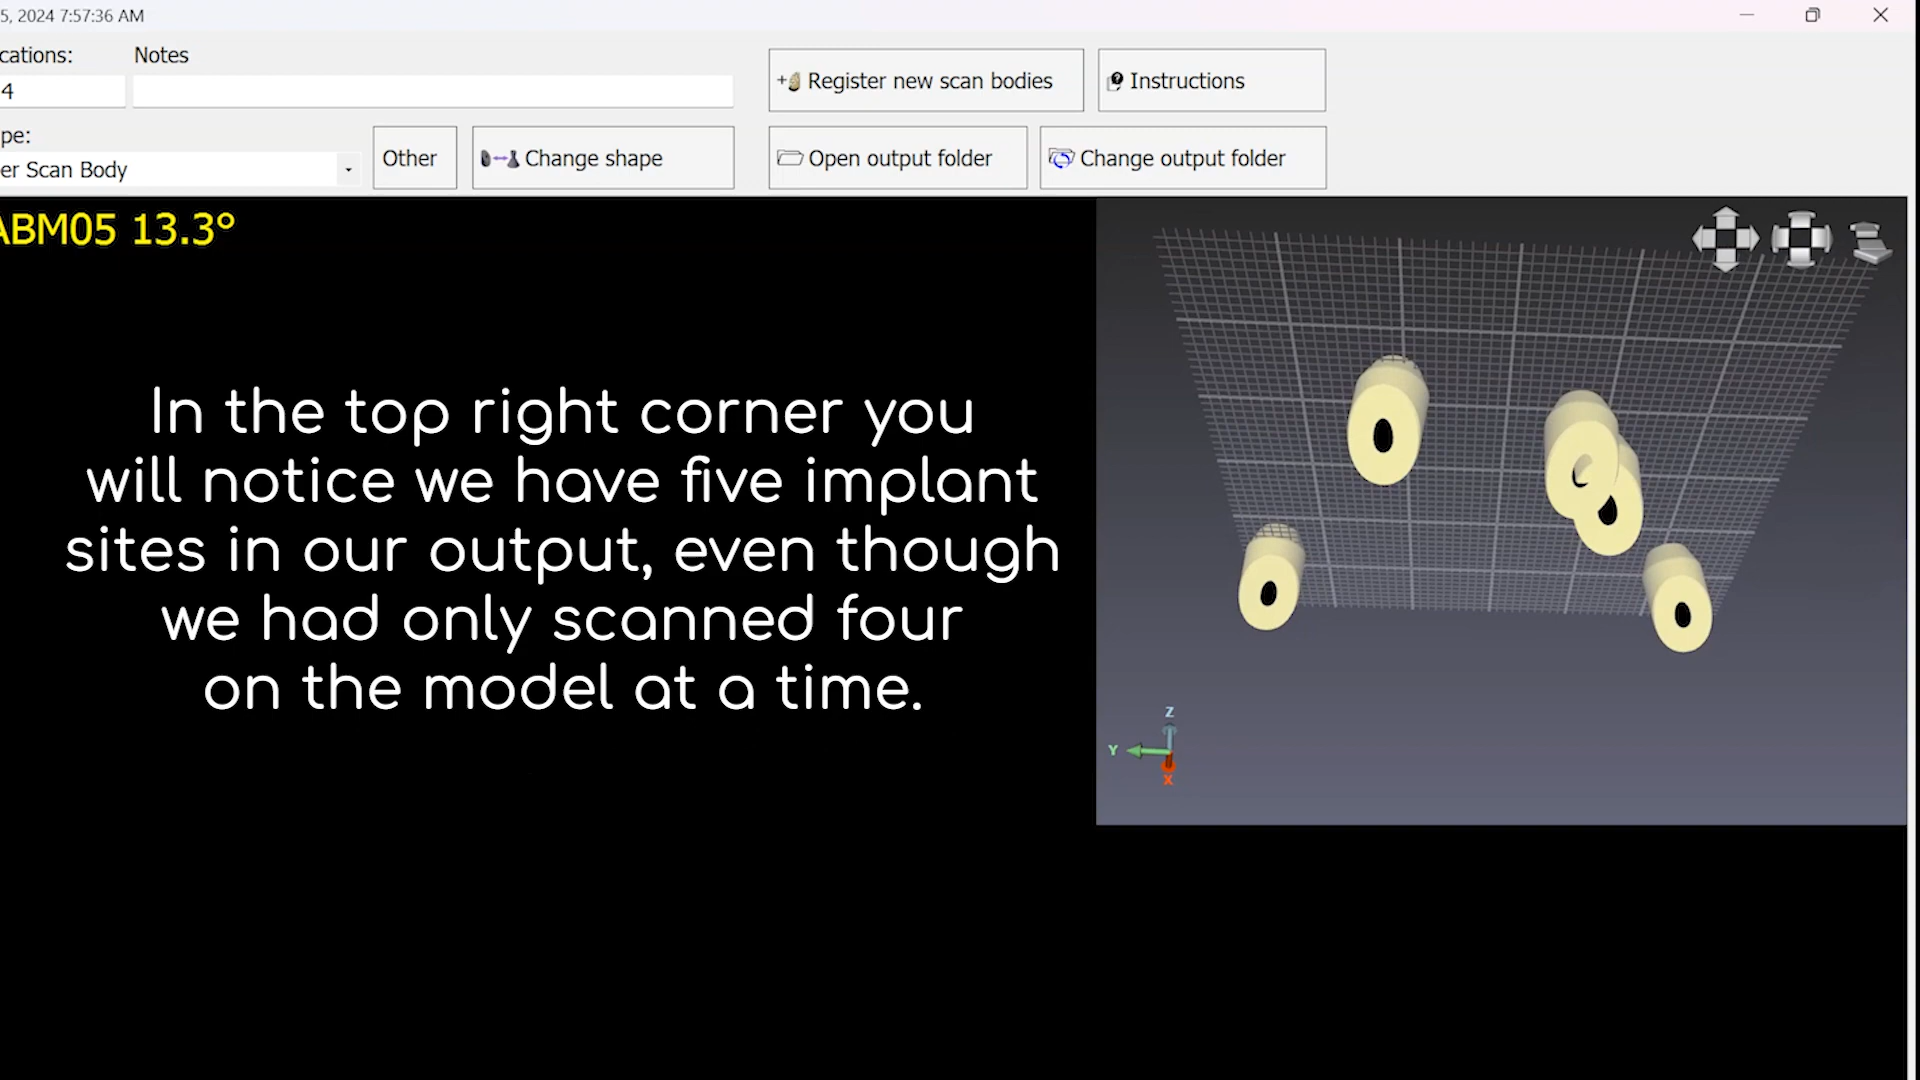 5, 2024 7:57:36 AM
cations:
Notes
4
Register new scan bodies
Instructions
pe:
er Scan Body
Other
Change shape
Open output folder
Change output folder
ABM05 13.3°
In the top right corner you
will notice we have five implant
sites in our output, even though
we had only scanned four
on the model at a time.
Z
Y
X